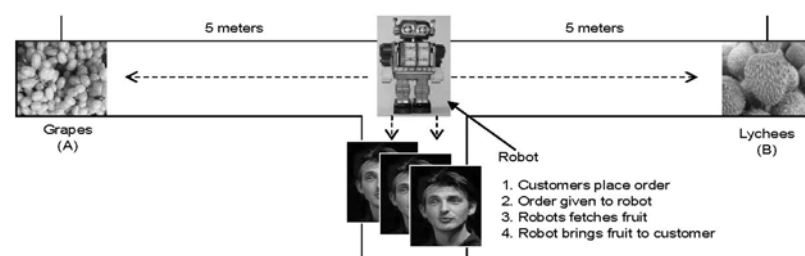 5 meters
5 meters
Grapes
(A)
Lychees
(B)
Robot
1. Customers place order
2. Order given to robot
3. Robots fetches fruit
4. Robot brings fruit to customer